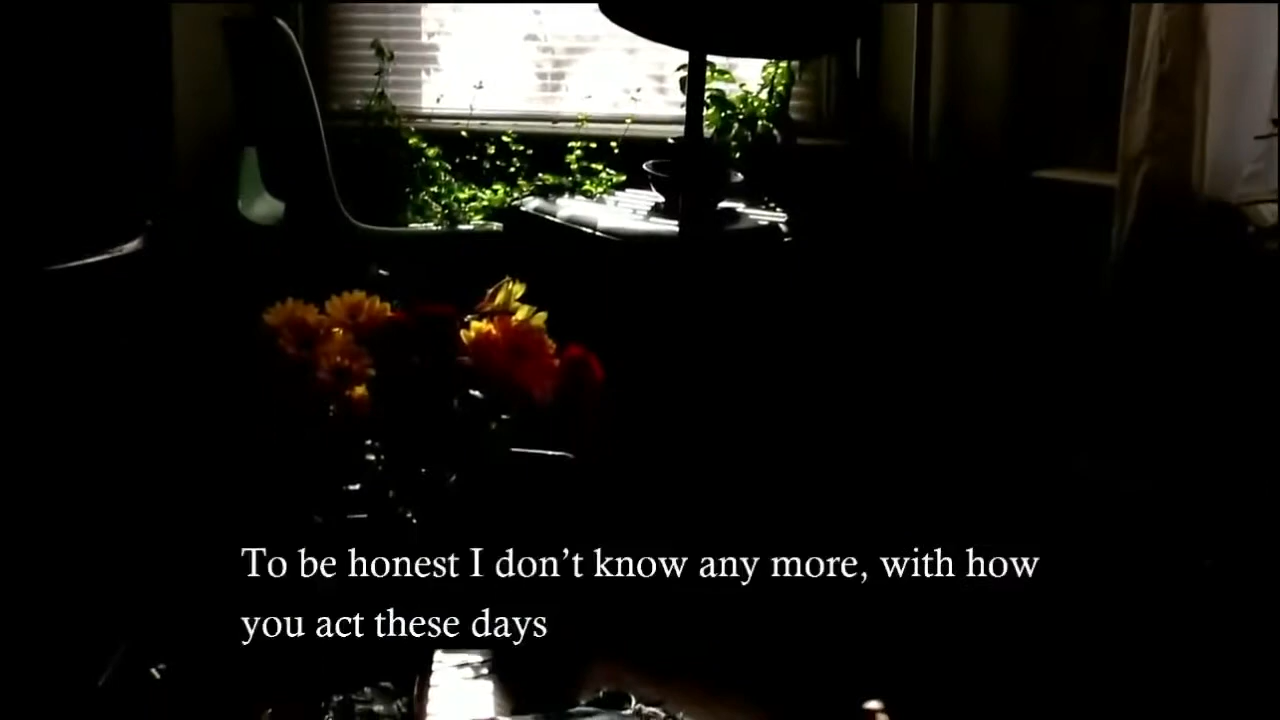 To be honest I don’t know any more, with how
you act these days